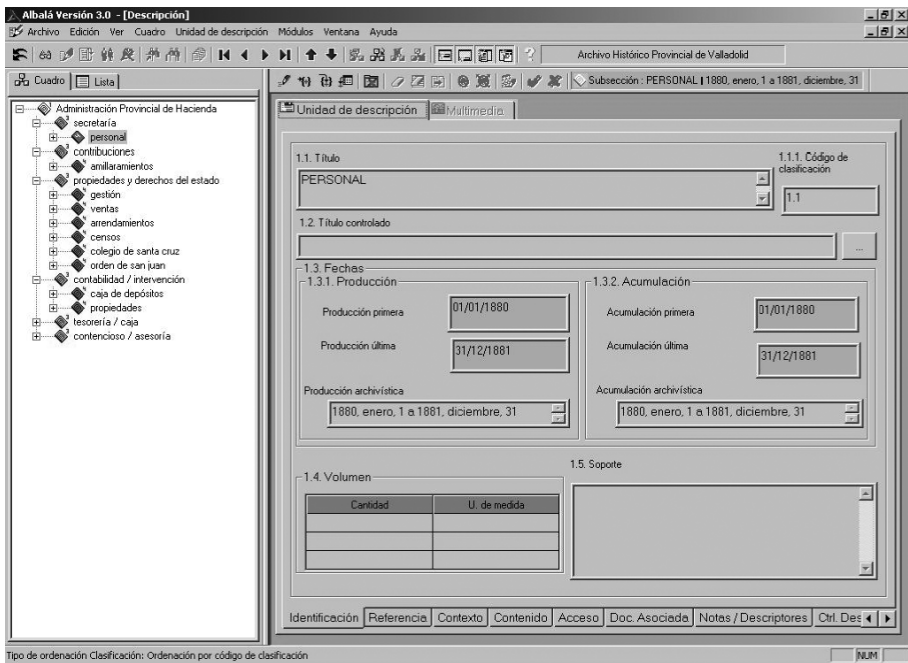 Albalá Versión 3.0 - [Descripción]
Archivo Edición Ver Cuadro Unidad de descripción Módulos Ventana Ayuda
Archivo Histórico Provincial de Valladolid
Cuadro Lista
Subsección : PERSONAL | 1880, enero, 1 a 1881, diciembre, 31
Administración Provincial de Hacienda
secretaría
personal
contribuciones
amillaramientos
propiedades y derechos del estado
gestión
ventas
arrendamientos
censos
colegio de santa cruz
orden de san juan
contabilidad / intervención
caja de depósitos
propiedades
tesorería / caja
contencioso / asesoría
Unidad de descripción Multimedia
1.1. Título
PERSONAL
1.1.1. Código de
clasificación
1.1
1.2. Título controlado
...
1.3. Fechas
1.3.1. Producción
Producción primera
01/01/1880
Producción última
31/12/1881
Producción archivística
1880, enero, 1 a 1881, diciembre, 31
1.3.2. Acumulación
Acumulación primera
01/01/1880
Acumulación última
31/12/1881
Acumulación archivística
1880, enero, 1 a 1881, diciembre, 31
1.4. Volumen
Cantidad U. de medida
1.5. Soporte
Identificación Referencia Contexto Contenido Acceso Doc. Asociada Notas / Descriptores Ctrl. Des
Tipo de ordenación Clasificación: Ordenación por código de clasificación
NUM